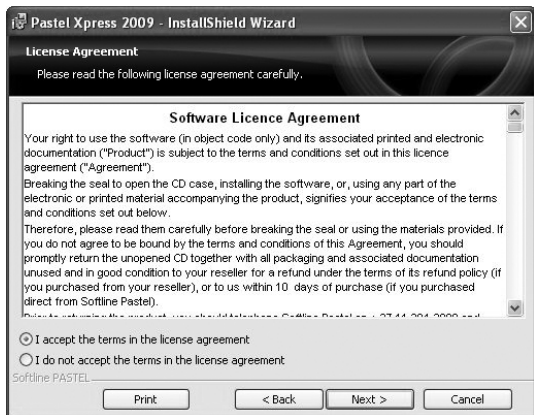 Pastel Xpress 2009 - InstallShield Wizard
License Agreement
Please read the following license agreement carefully.
Software Licence Agreement
Your right to use the software (in object code only) and its associated printed and electronic
documentation ("Product") is subject to the terms and conditions set out in this licence
agreement ("Agreement").
Breaking the seal to open the CD case, installing the software, or, using any part of the
electronic or printed material accompanying the product, signifies your acceptance of the terms
and conditions set out below.
Therefore, please read them carefully before breaking the seal or using the materials provided. If
you do not agree to be bound by the terms and conditions of this Agreement, you should
promptly return the unopened CD together with all packaging and associated documentation
unused and in good condition to your reseller for a refund under the terms of its refund policy (if
you purchased from your reseller), or to us within 10 days of purchase (if you purchased
direct from Softline Pastel).
I accept the terms in the license agreement
I do not accept the terms in the license agreement
Softline PASTEL
Print
< Back
Next >
Cancel